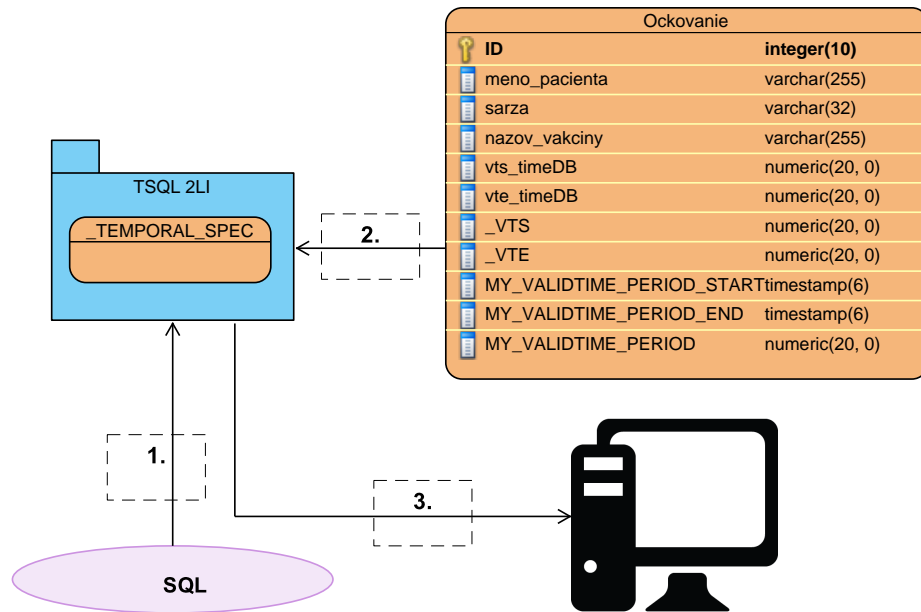 Ockovanie
ID integer(10)
meno_pacienta varchar(255)
sarza varchar(32)
nazov_vakciny varchar(255)
vts_timeDB numeric(20, 0)
vte_timeDB numeric(20, 0)
_VTS numeric(20, 0)
_VTE numeric(20, 0)
MY_VALIDTIME_PERIOD_START timestamp(6)
MY_VALIDTIME_PERIOD_END timestamp(6)
MY_VALIDTIME_PERIOD numeric(20, 0)
TSQL 2LI
_TEMPORAL_SPEC
2.
1.
3.
SQL